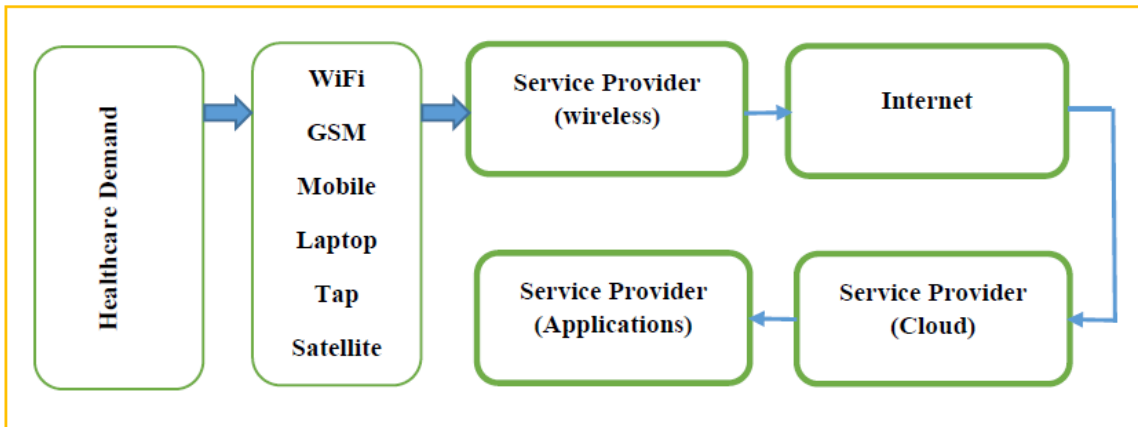 Healthcare Demand
WiFi
GSM
Mobile
Laptop
Tap
Satellite
Service Provider
(wireless)
Internet
Service Provider
(Cloud)
Service Provider
(Applications)